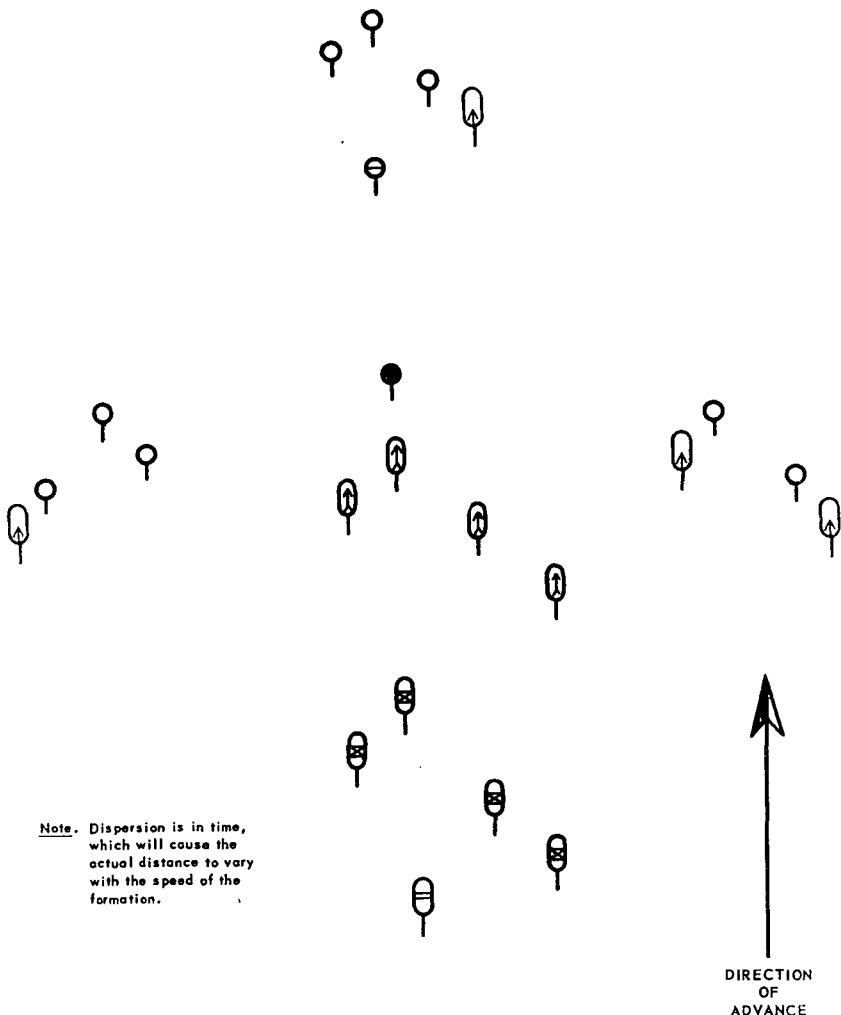 Note. Dispersion is in time,
which will cause the
actual distance to vary
with the speed of the
formation.
DIRECTION
OF
ADVANCE